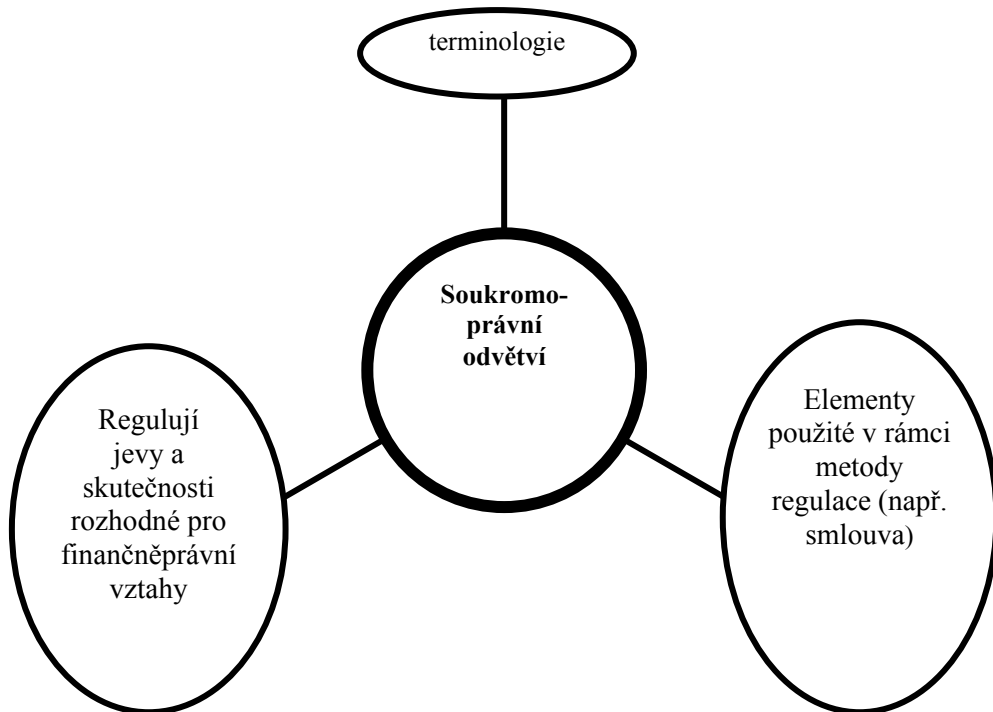 terminologie
Soukromo-
právní
odvětví
Regulují
jevy a
skutečnosti
rozhodné pro
finančněprávní
vztahy
Elementy
použité v rámci
metody
regulace (např.
smlouva)